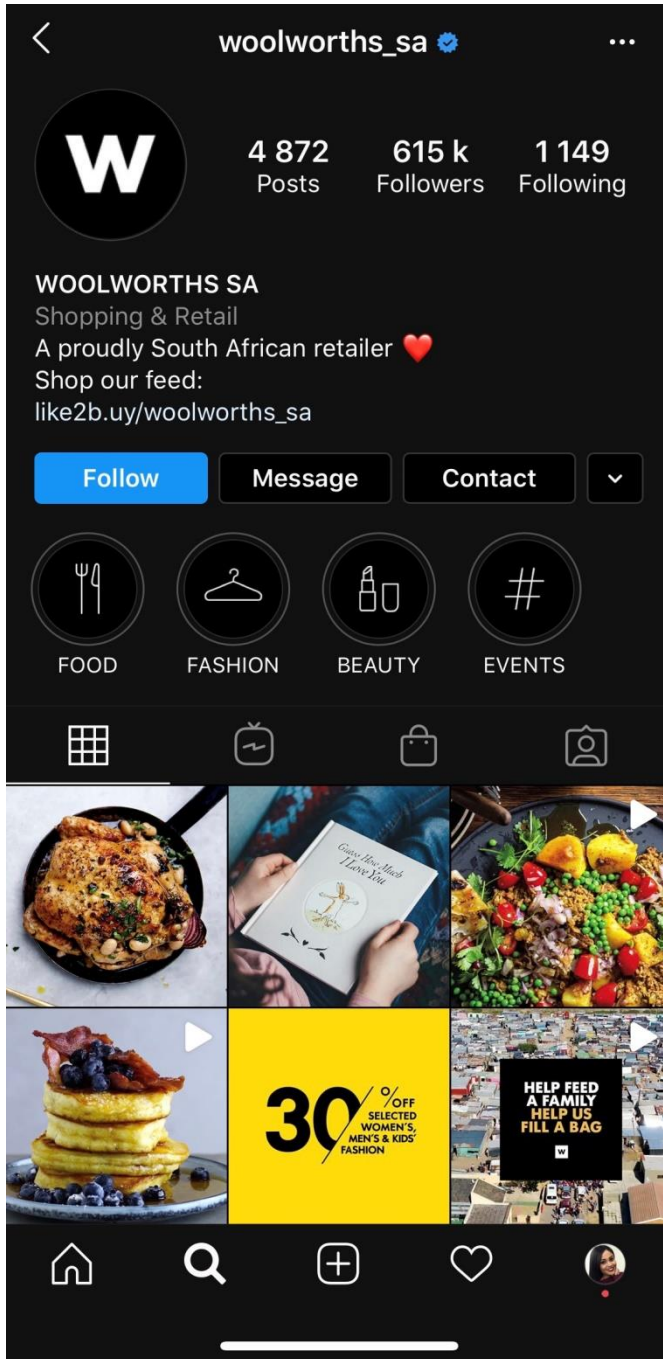 woolworths_sa
W
4 872
Posts
615 k
Followers
1 149
Following
WOOLWORTHS SA
Shopping & Retail
A proudly South African retailer ❤️
Shop our feed:
like2b.uy/woolworths_sa
Follow
Message
Contact
FOOD
FASHION
BEAUTY
EVENTS
Guess How Much
I Love You
30% OFF
SELECTED
WOMEN'S,
MEN'S & KIDS'
FASHION
HELP FEED
A FAMILY
HELP US
FILL A BAG
W